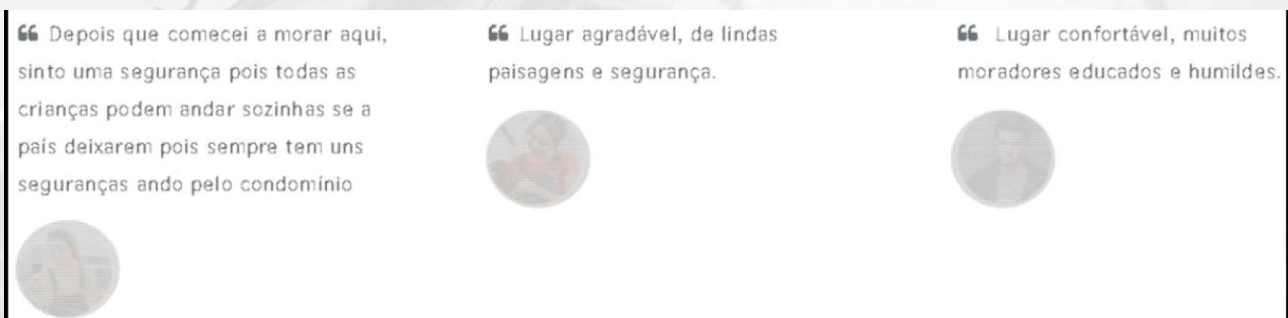 ❝ Depois que comecei a morar aqui,
sinto uma segurança pois todas as
crianças podem andar sozinhas se a
país deixarem pois sempre tem uns
seguranças ando pelo condomínio
❝ Lugar agradável, de lindas
paisagens e segurança.
❝ Lugar confortável, muitos
moradores educados e humildes.